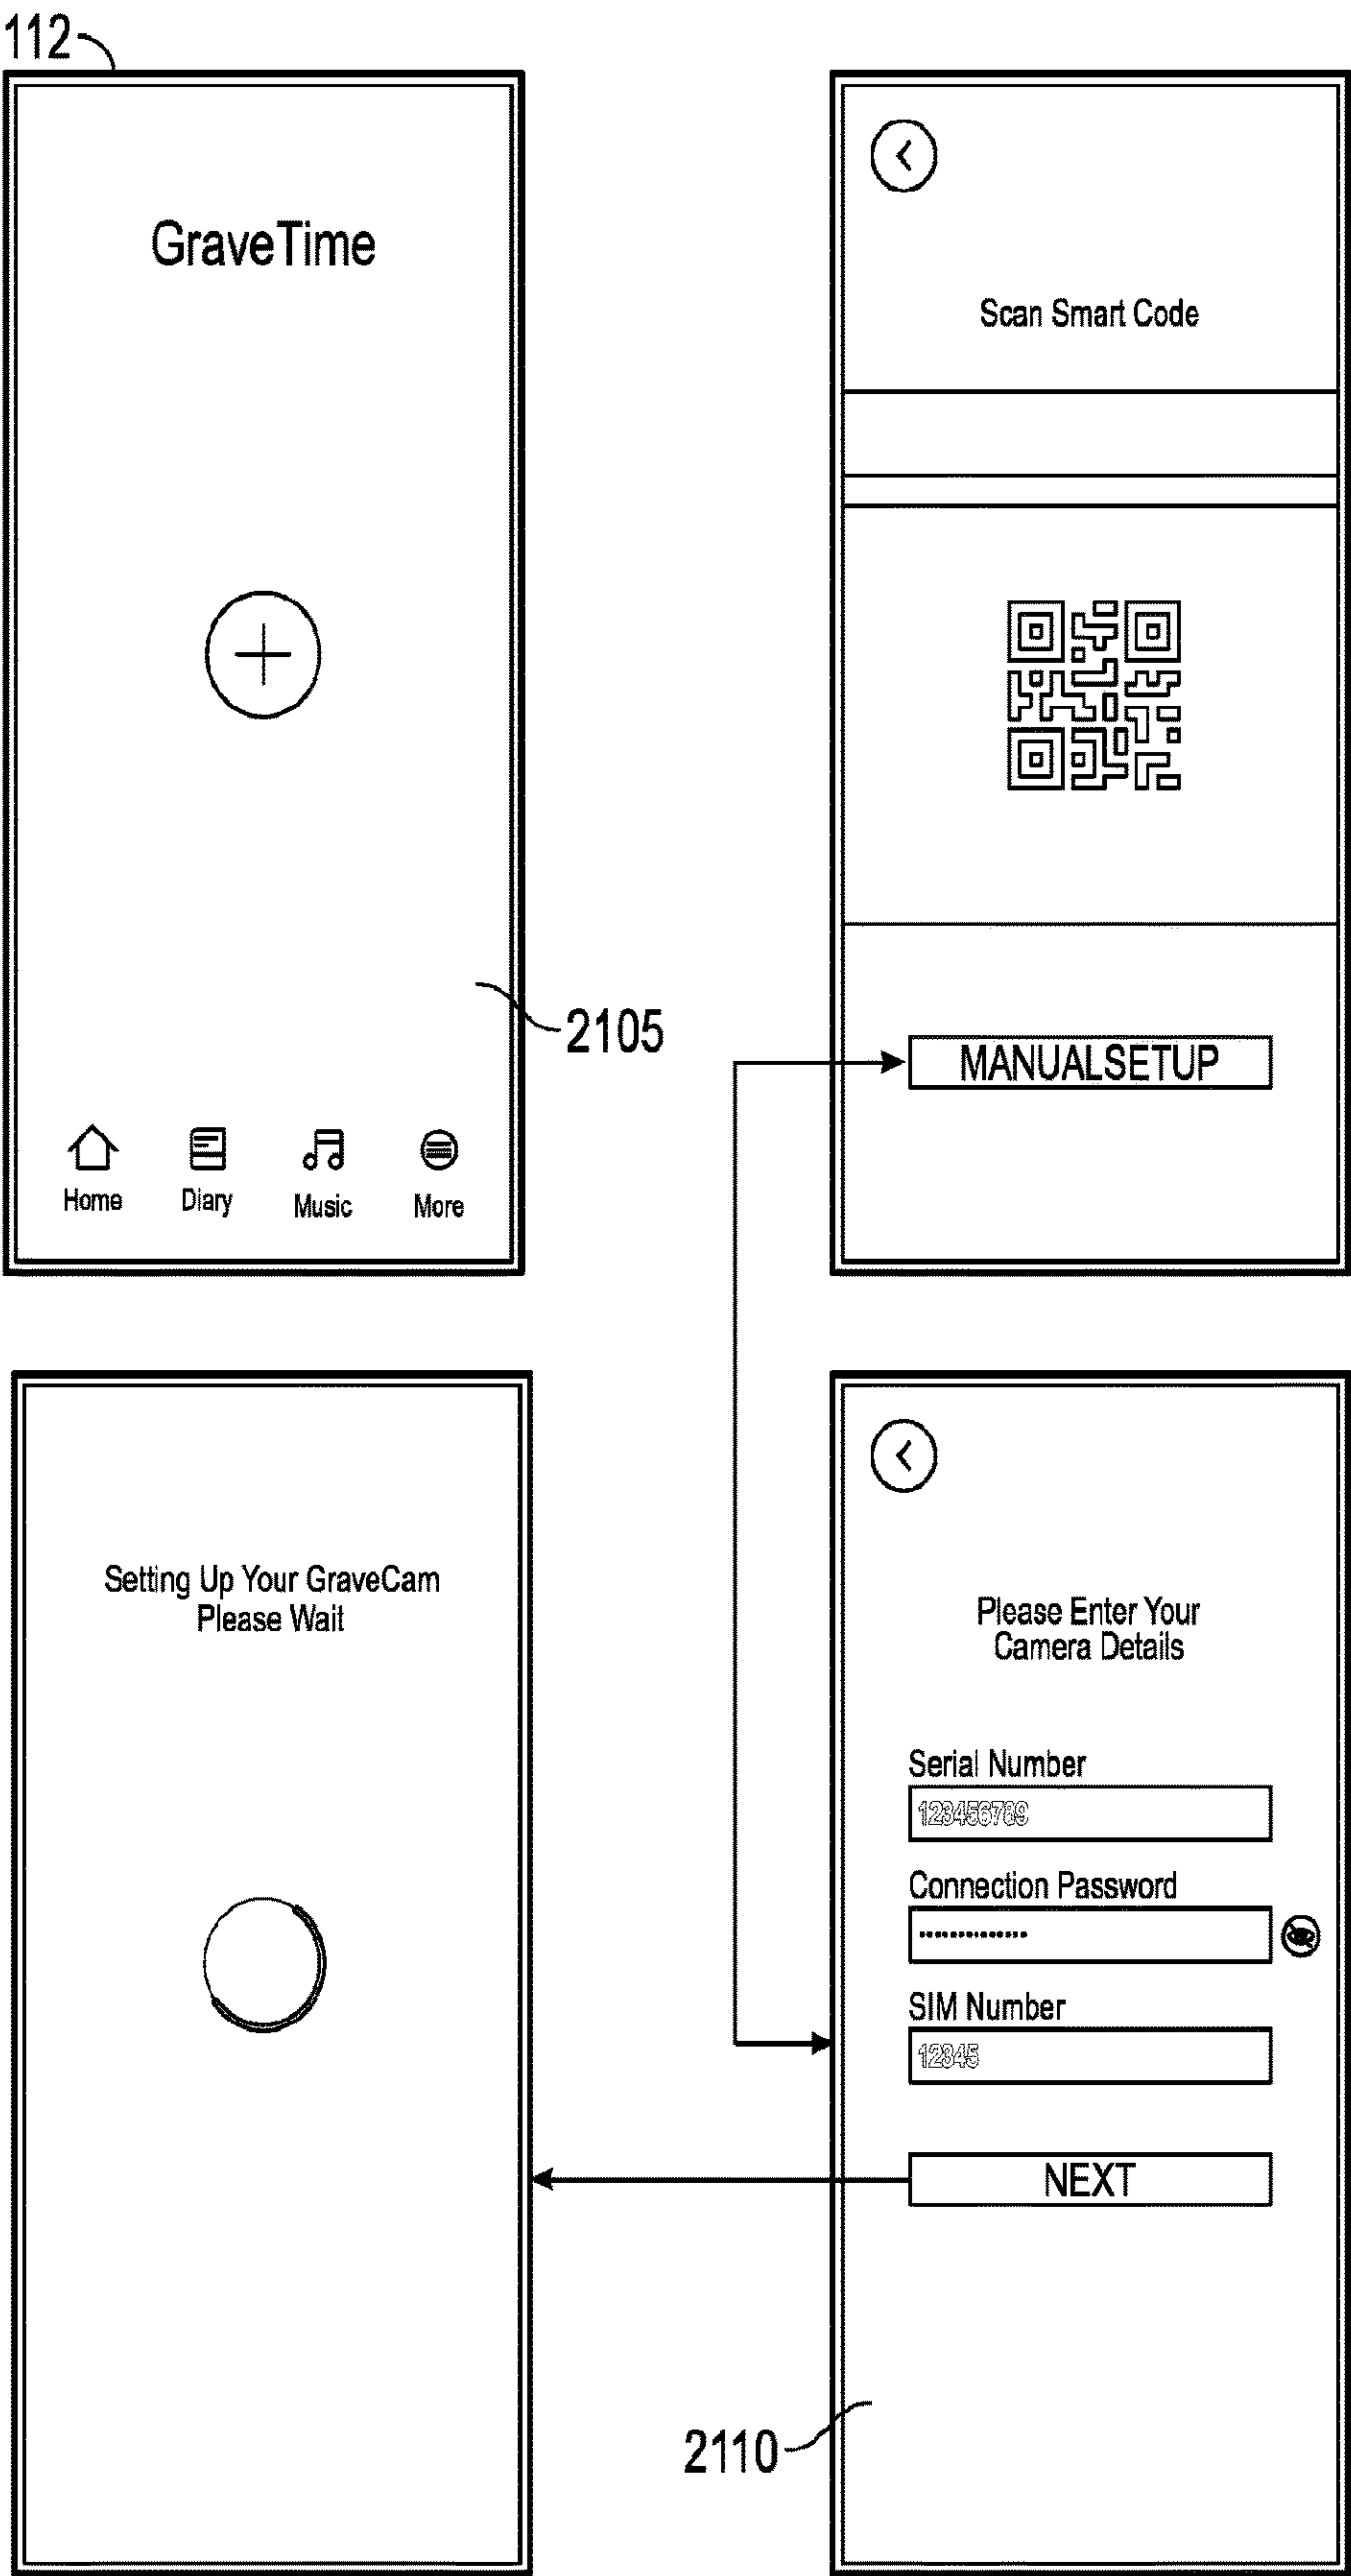 112
GraveTime
2105
Home
Diary
Music
More
Scan Smart Code
MANUALSETUP
Setting Up Your GraveCam
Please Wait
Please Enter Your
Camera Details
Serial Number
123456789
Connection Password
SIM Number
12345
NEXT
2110